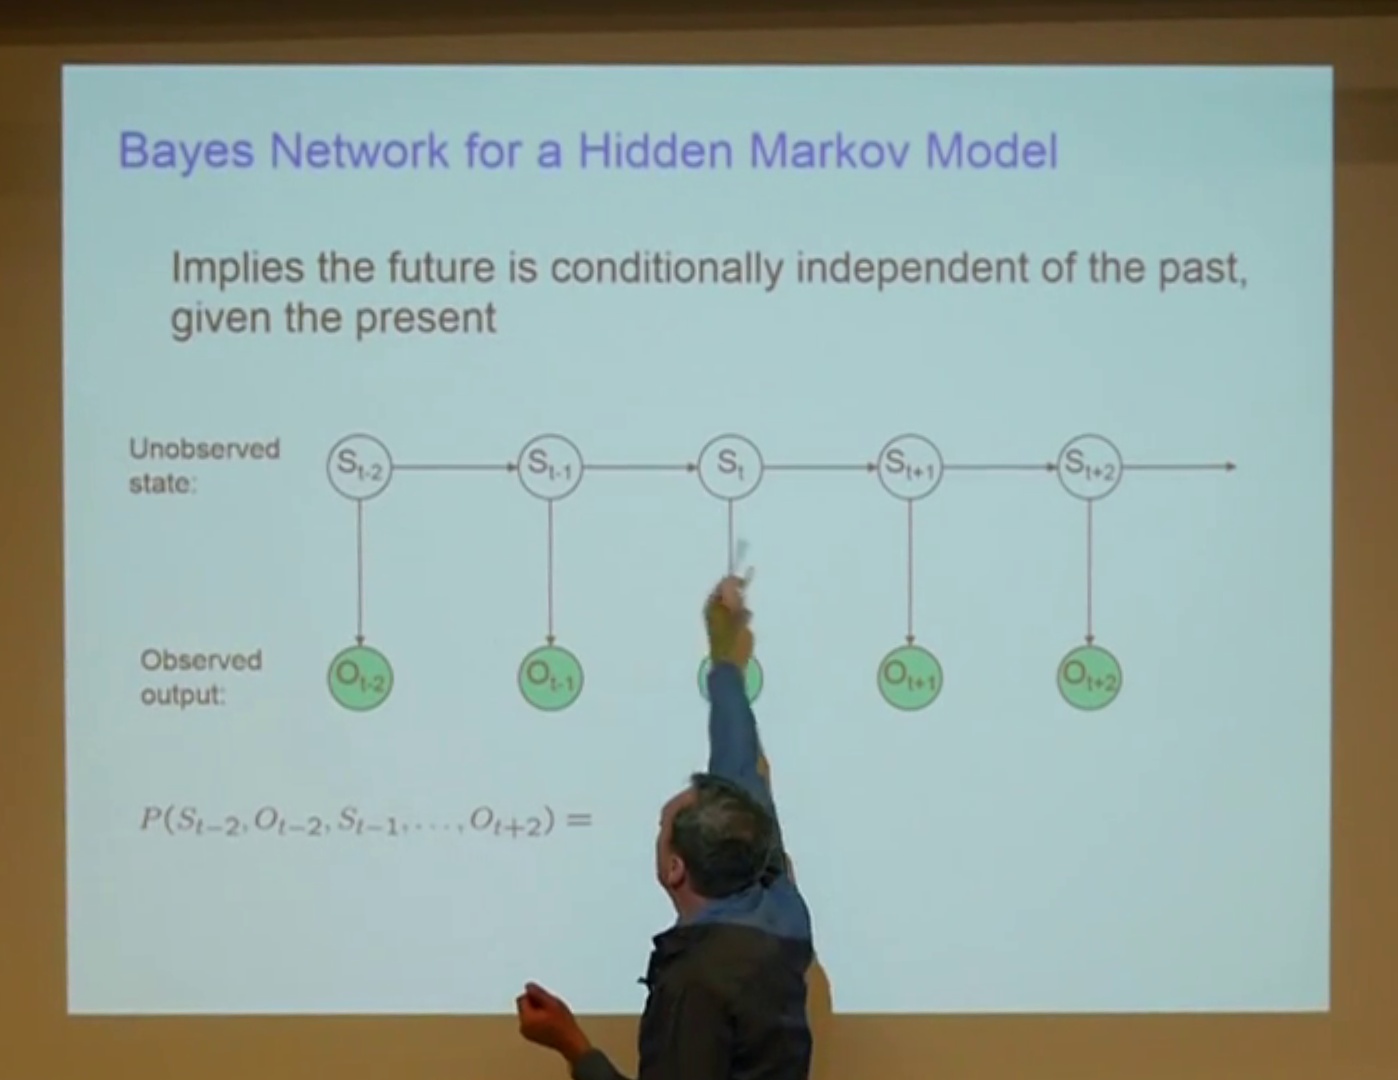 Bayes Network for a Hidden Markov Model
Implies the future is conditionally independent of the past,
given the present
Unobserved
state:
S_{t-2} S_{t-1} S_t S_{t+1} S_{t+2}
Observed
output:
O_{t-2} O_{t-1} O_{t+1} O_{t+2}
P(S_{t-2}, O_{t-2}, S_{t-1}, ..., O_{t+2}) =